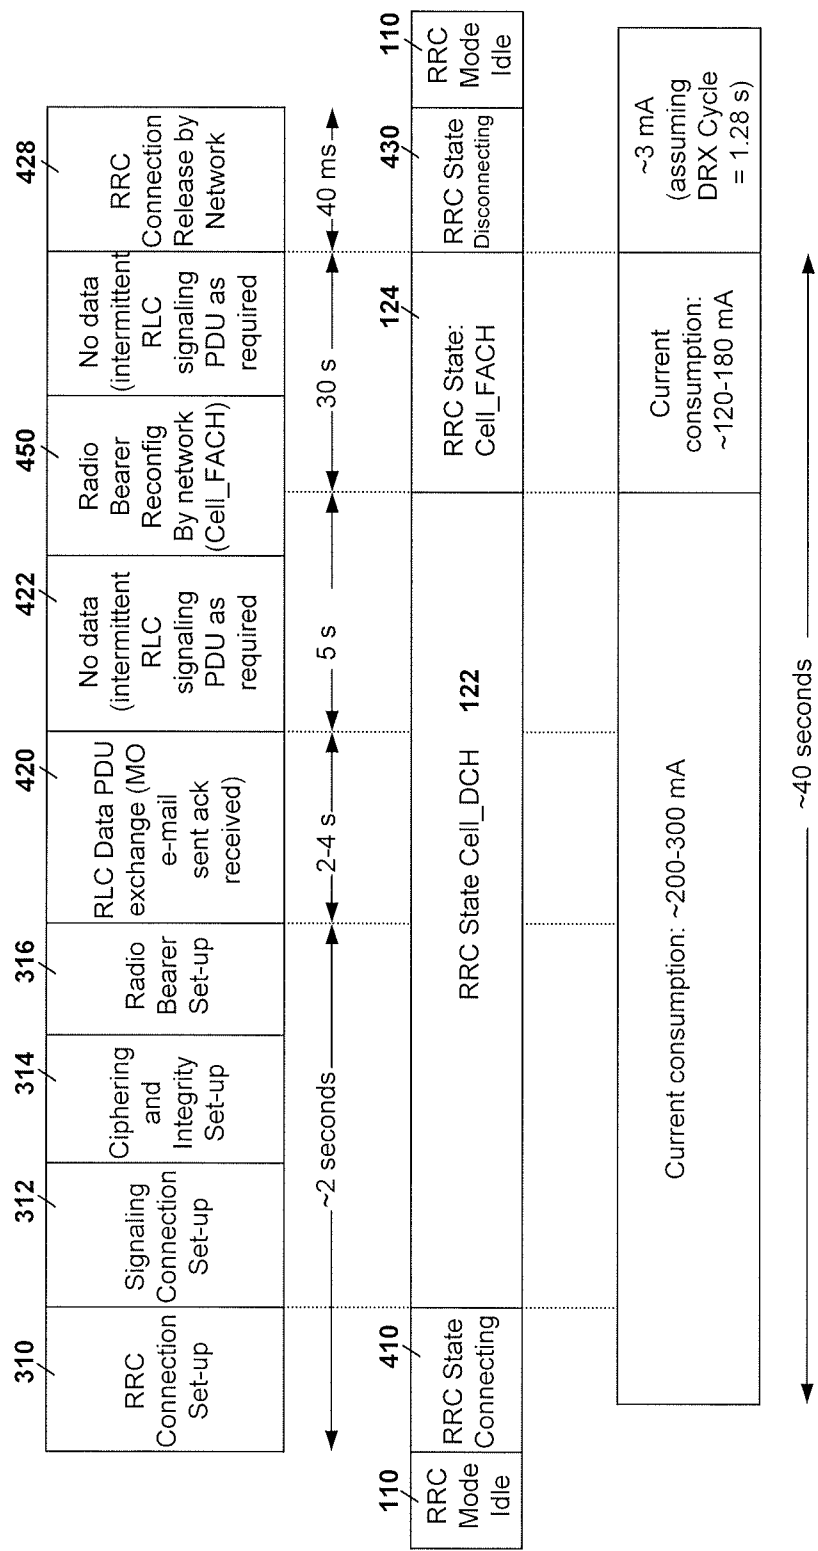 310
RRC
Connection
Set-up
312
Signaling
Connection
Set-up
314
Ciphering
and
Integrity
Set-up
316
Radio
Bearer
Set-up
420
RLC Data PDU
exchange (MO
e-mail
sent ack
received)
422
No data
(intermittent
RLC
signaling
PDU as
required
450
Radio
Bearer
Reconfig
By network
(Cell_FACH)
No data
(intermittent
RLC
signaling
PDU as
required
428
RRC
Connection
Release by
Network
~2 seconds
2-4 s
5 s
30 s
40 ms
110
RRC
Mode
Idle
410
RRC State
Connecting
RRC State Cell_DCH 122
124
RRC State:
Cell_FACH
430
RRC State
Disconnecting
110
RRC
Mode
Idle
Current consumption: ~200-300 mA
Current
consumption:
~120-180 mA
~3 mA
(assuming
DRX Cycle
= 1.28 s)
~40 seconds